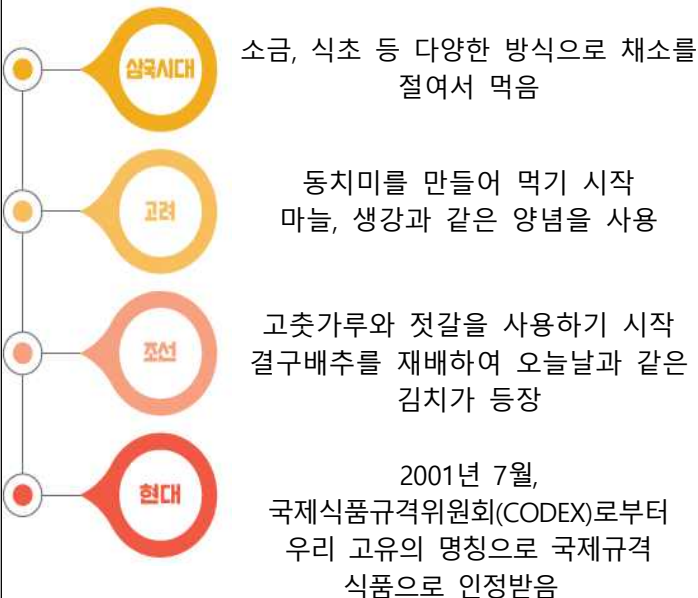 삼국시대
소금, 식초 등 다양한 방식으로 채소를
절여서 먹음
고려
동치미를 만들어 먹기 시작
마늘, 생강과 같은 양념을 사용
조선
고춧가루와 젓갈을 사용하기 시작
결구배추를 재배하여 오늘날과 같은
김치가 등장
현대
2001년 7월,
국제식품규격위원회(CODEX)로부터
우리 고유의 명칭으로 국제규격
식품으로 인정받음